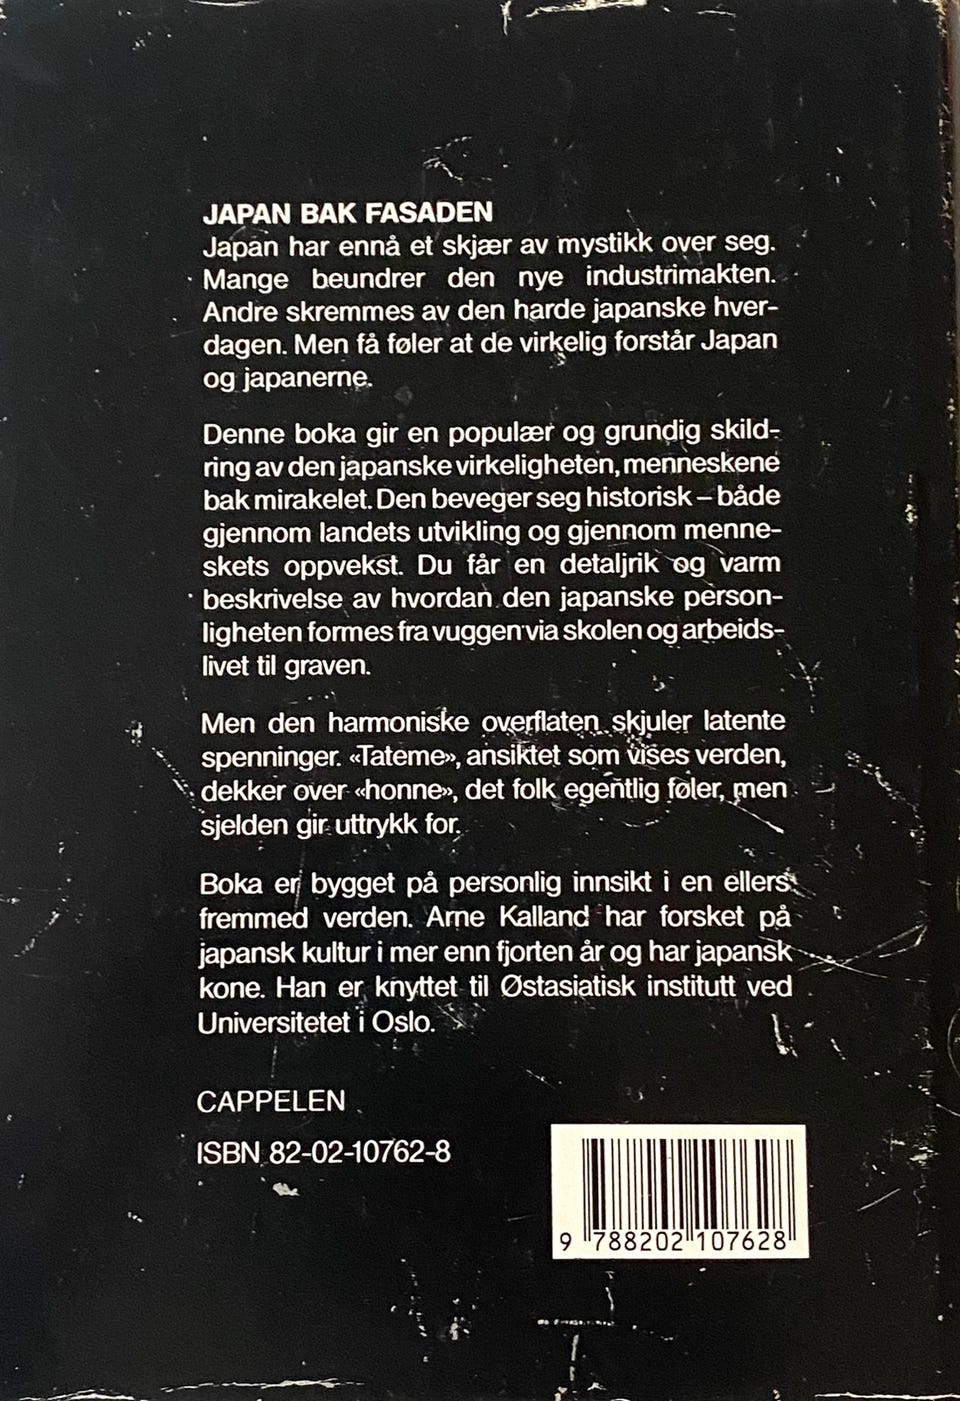 JAPAN BAK FASADEN
Japan har ennå et skjær av mystikk over seg.
Mange beundrer den nye industrimakten.
Andre skremmes av den harde japanske hver-
dagen. Men få føler at de virkelig forstår Japan
og japanerne.
Denne boka gir en populær og grundig skild-
ring av den japanske virkeligheten, menneskene
bak mirakelet. Den beveger seg historisk – både
gjennom landets utvikling og gjennom menne-
skets oppvekst. Du får en detaljrik og varm
beskrivelse av hvordan den japanske person-
ligheten formes fra vuggen via skolen og arbeids-
livet til graven.
Men den harmoniske overflaten skjuler latente
spenninger. «Tateme», ansiktet som vises verden,
dekker over «honne», det folk egentlig føler, men
sjelden gir uttrykk for.
Boka er bygget på personlig innsikt i en ellers
fremmed verden. Arne Kalland har forsket på
japansk kultur i mer enn fjorten år og har japansk
kone. Han er knyttet til Østasiatisk institutt ved
Universitetet i Oslo.
CAPPELEN
ISBN 82-02-10762-8
9 788202 107628